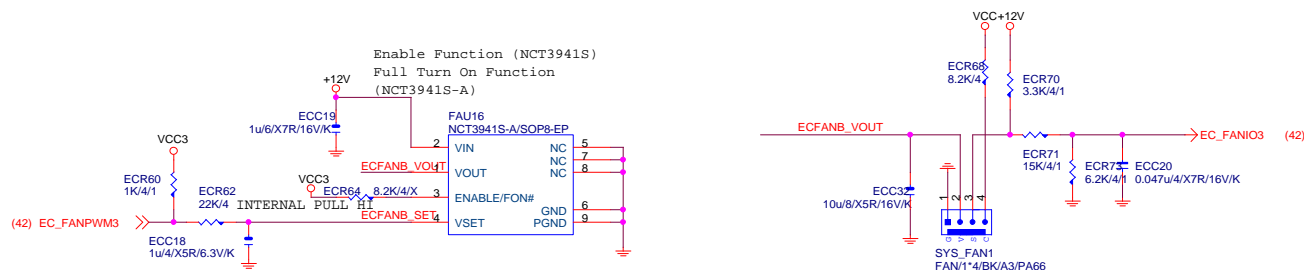 Enable Function (NCT3941S)
Full Turn On Function
(NCT3941S-A)
+12V
ECC19
1u/6/X7R/16V/K
VCC3
ECR60
1K/4/1
ECR62
22K/4
(42) EC_FANPWM3
ECC18
1u/4/X5R/6.3V/K
INTERNAL PULL HI
VCC3
ECR64
8.2K/4/X
ECFANB_VOUT
ECFANB_SET
FAU16
NCT3941S-A/SOP8-EP
2 VIN
1 VOUT
3 ENABLE/FON#
4 VSET
NC 5
NC 7
NC 8
GND 6
PGND 9
VCC +12V
ECR68
8.2K/4
ECR70
3.3K/4/1
ECFANB_VOUT
EC_FANIO3 (42)
ECR71
15K/4/1
ECR73
6.2K/4/1
ECC20
0.047u/4/X7R/16V/K
ECC32
10u/8/X5R/16V/K
1 2 3 4
G V S C
SYS_FAN1
FAN/1*4/BK/A3/PA66